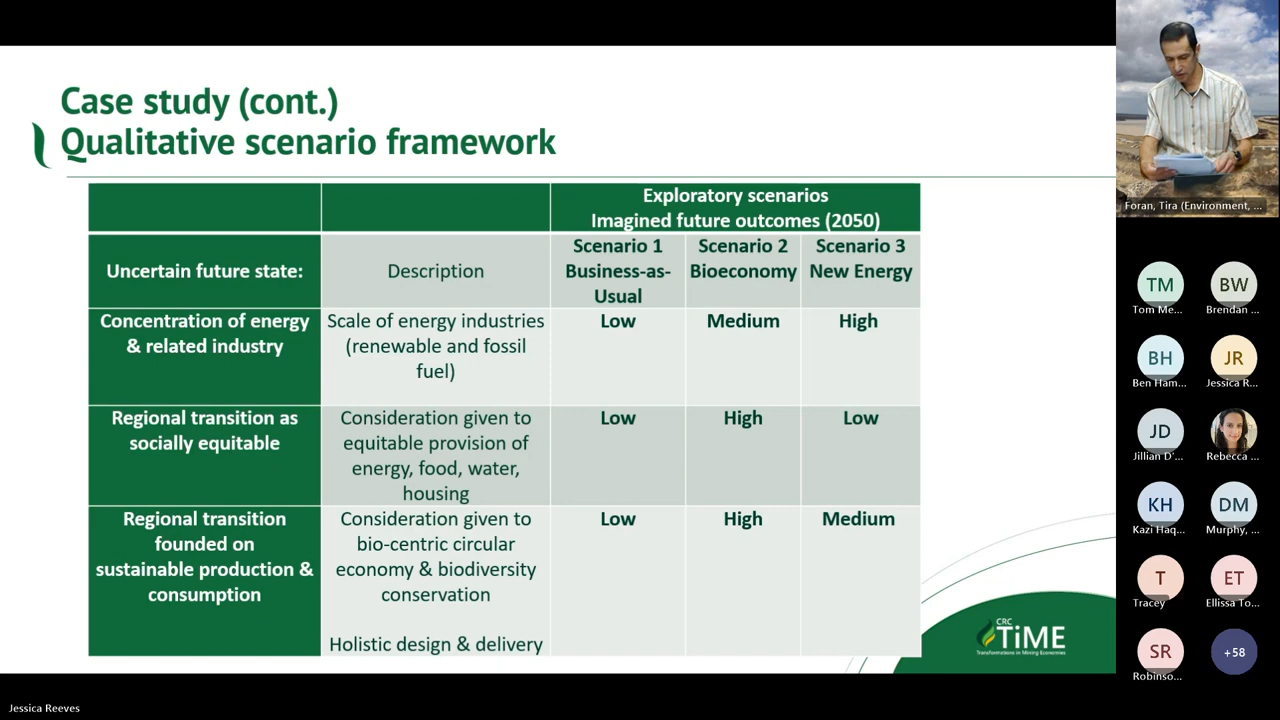 Case study (cont.)
Qualitative scenario framework
Exploratory scenarios
Imagined future outcomes (2050)
Uncertain future state:
Description
Scenario 1
Business-as-
Usual
Scenario 2
Bioeconomy
Scenario 3
New Energy
Concentration of energy
& related industry
Scale of energy industries
(renewable and fossil
fuel)
Low
Medium
High
Regional transition as
socially equitable
Consideration given to
equitable provision of
energy, food, water,
housing
Low
High
Low
Regional transition
founded on
sustainable production &
consumption
Consideration given to
bio-centric circular
economy & biodiversity
conservation
Holistic design & delivery
Low
High
Medium
CRC
TiME
Transformations in Mining Economies
Foran, Tira (Environment, ...
TM
Tom Me...
BW
Brendan ...
BH
Ben Ham...
JR
Jessica R...
JD
Jillian D'...
Rebecca ...
KH
Kazi Haq...
DM
Murphy, ...
T
Tracey
ET
Ellissa To...
SR
Robinso...
+58
Jessica Reeves